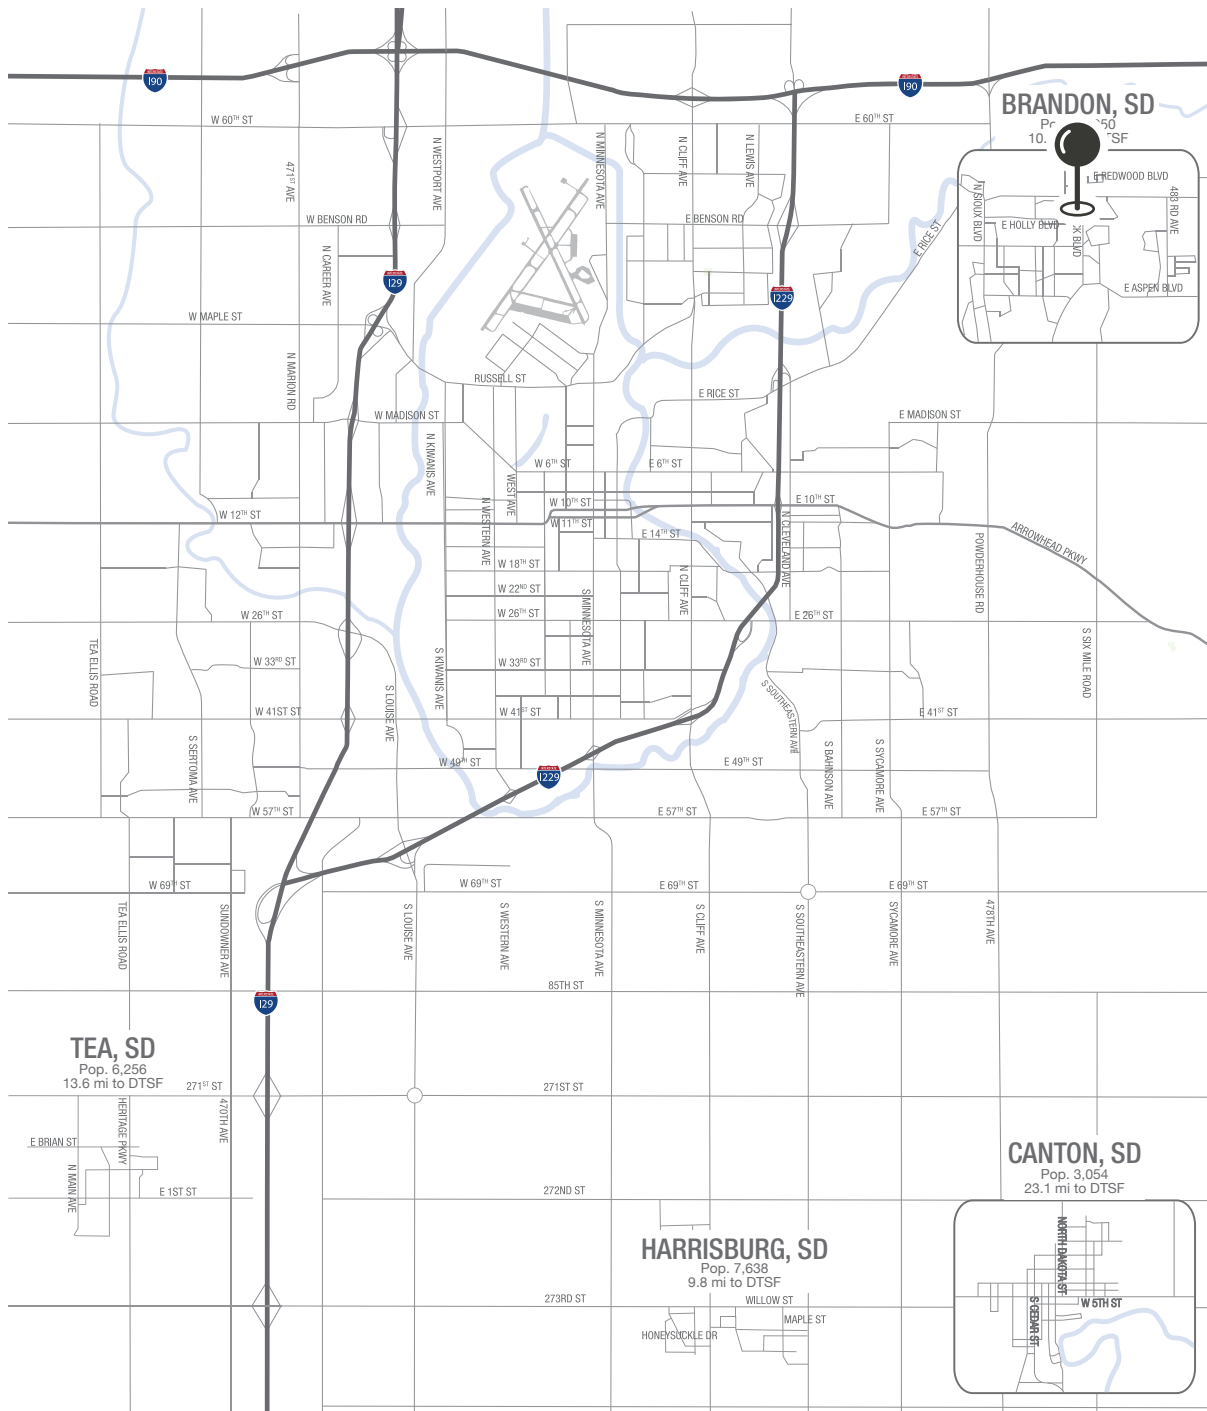 I90
I90
W 60TH ST
E 60TH ST
BRANDON, SD
471ST AVE
N WESTPORT AVE
N MINNESOTA AVE
N CLIFF AVE
N LEWIS AVE
E REDWOOD BLVD
N SIOUX BLVD
483 RD AVE
E HOLLY BLVD
E ASPEN BLVD
W BENSON RD
E BENSON RD
E RICE ST
N CAREER AVE
I29
I229
W MAPLE ST
N MARION RD
RUSSELL ST
E RICE ST
W MADISON ST
E MADISON ST
N KIWANIS AVE
W 6TH ST
E 6TH ST
WEST AVE
N WESTERN AVE
W 10TH ST
E 10TH ST
W 12TH ST
W 11TH ST
E 14TH ST
N CLEVELAND AVE
ARROWHEAD PKWY
POWDERHOUSE RD
W 18TH ST
N CLIFF AVE
W 22ND ST
S MINNESOTA AVE
W 26TH ST
W 26TH ST
E 26TH ST
TEA ELLIS ROAD
S SIX MILE ROAD
W 33RD ST
W 33RD ST
S KIWANIS AVE
S LOUISE AVE
S SOUTHEASTERN AVE
W 41ST ST
W 41ST ST
E 41ST ST
S SERTOMA AVE
S BAHNSON AVE
S SYCAMORE AVE
W 49TH ST
E 49TH ST
I229
W 57TH ST
E 57TH ST
E 57TH ST
W 69TH ST
W 69TH ST
E 69TH ST
E 69TH ST
TEA ELLIS ROAD
SUNDOWNER AVE
S LOUISE AVE
S WESTERN AVE
S MINNESOTA AVE
S CLIFF AVE
S SOUTHEASTERN AVE
SYCAMORE AVE
478TH AVE
85TH ST
I29
TEA, SD
Pop. 6,256
13.6 mi to DTSF
271ST ST
271ST ST
HERITAGE PKWY
470TH AVE
E BRIAN ST
N MAIN AVE
E 1ST ST
272ND ST
CANTON, SD
Pop. 3,054
23.1 mi to DTSF
NORTH DAKOTA ST
W 5TH ST
S CEDAR ST
HARRISBURG, SD
Pop. 7,638
9.8 mi to DTSF
273RD ST
WILLOW ST
MAPLE ST
HONEYSUCKLE DR